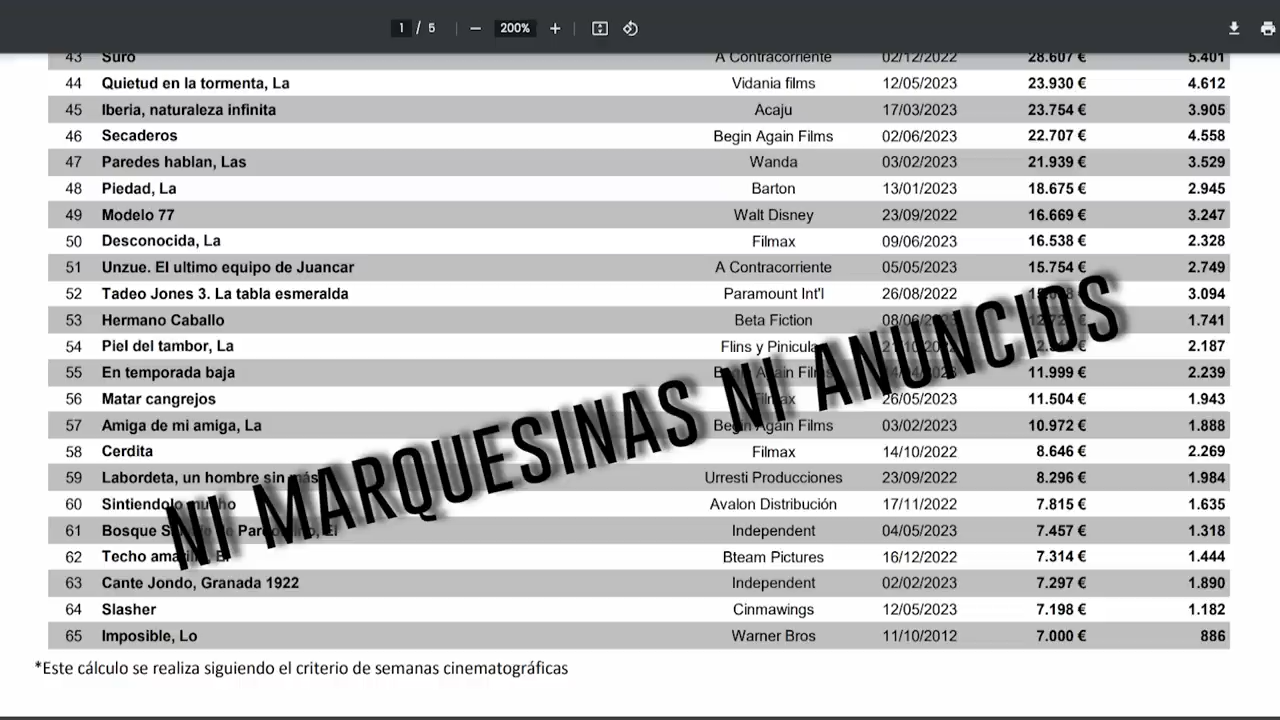 1 / 5 200%
43 Suro A Contracorriente 02/12/2022 28.607 € 5.401
44 Quietud en la tormenta, La Vidania films 12/05/2023 23.930 € 4.612
45 Iberia, naturaleza infinita Acaju 17/03/2023 23.754 € 3.905
46 Secaderos Begin Again Films 02/06/2023 22.707 € 4.558
47 Paredes hablan, Las Wanda 03/02/2023 21.939 € 3.529
48 Piedad, La Barton 13/01/2023 18.675 € 2.945
49 Modelo 77 Walt Disney 23/09/2022 16.669 € 3.247
50 Desconocida, La Filmax 09/06/2023 16.538 € 2.328
51 Unzue. El ultimo equipo de Juancar A Contracorriente 05/05/2023 15.754 € 2.749
52 Tadeo Jones 3. La tabla esmeralda Paramount Int'l 26/08/2022 € 3.094
53 Hermano Caballo Beta Fiction € 1.741
54 Piel del tambor, La Flins y € 2.187
55 En temporada baja Begin Again Films 11.999 € 2.239
56 Matar cangrejos Filmax 26/05/2023 11.504 € 1.943
57 Amiga de mi amiga, La Begin Again Films 03/02/2023 10.972 € 1.888
58 Cerdita Filmax 14/10/2022 8.646 € 2.269
59 Labordeta, un hombre sin más Urresti Producciones 23/09/2022 8.296 € 1.984
60 Sintiendolo mucho Avalon Distribución 17/11/2022 7.815 € 1.635
61 Bosque Independent 04/05/2023 7.457 € 1.318
62 Techo Bteam Pictures 16/12/2022 7.314 € 1.444
63 Cante Jondo, Granada 1922 Independent 02/02/2023 7.297 € 1.890
64 Slasher Cinmawings 12/05/2023 7.198 € 1.182
65 Imposible, Lo Warner Bros 11/10/2012 7.000 € 886
*Este cálculo se realiza siguiendo el criterio de semanas cinematográficas
NI MARQUESINAS NI ANUNCIOS